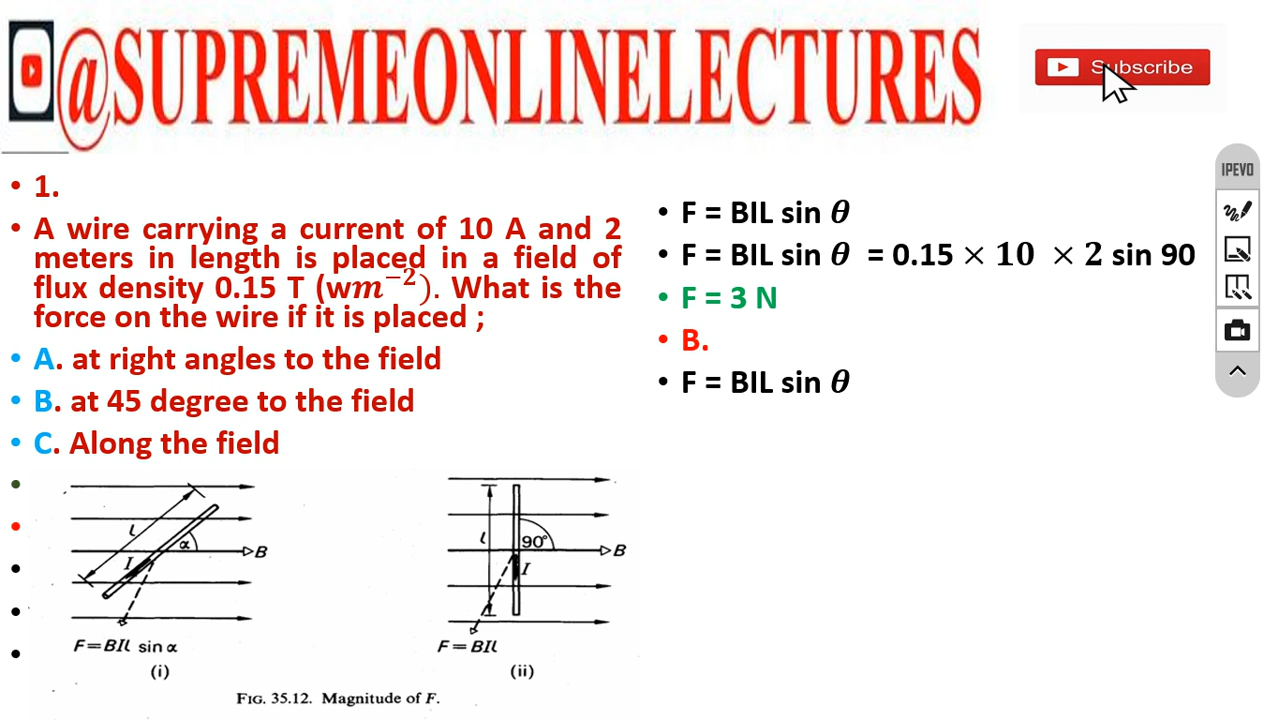 @SUPREMEONLINELECTURES
Subscribe
IPEVO
• 1.
• A wire carrying a current of 10 A and 2
meters in length is placed in a field of
flux density 0.15 T (w𝒎⁻²). What is the
force on the wire if it is placed ;
• A. at right angles to the field
• B. at 45 degree to the field
• C. Along the field
• F = BIL sin 𝜽
• F = BIL sin 𝜽 = 0.15 × 10 × 2 sin 90
• F = 3 N
• B.
• F = BIL sin 𝜽
l
α
B
I
F=BIl sin α
(i)
l
90°
B
I
F=BIl
(ii)
FIG. 35.12. Magnitude of F.